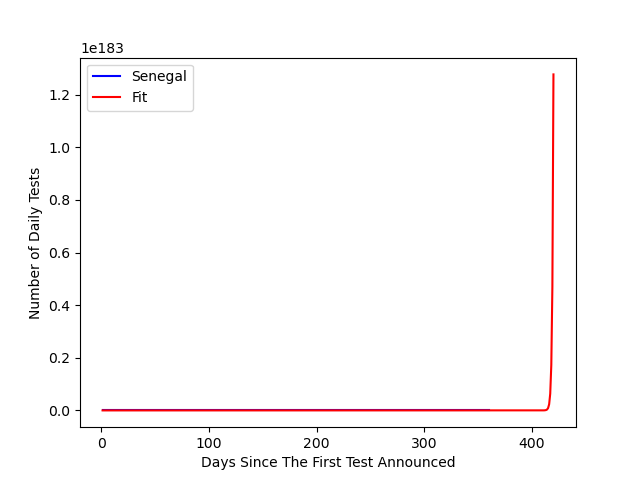 1e183
Senegal
Fit
1.2
1.0
0.8
0.6
0.4
0.2
0.0
Number of Daily Tests
0 100 200 300 400
Days Since The First Test Announced